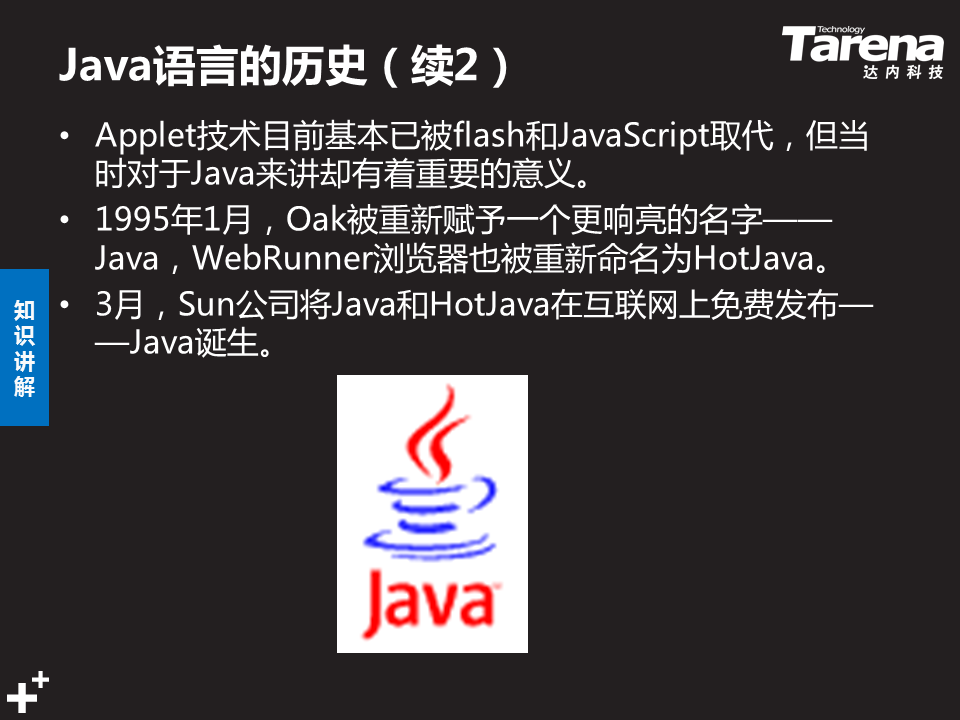 Java语言的历史（续2）
Technology
Tarena
达内科技
• Applet技术目前基本已被flash和JavaScript取代，但当
时对于Java来讲却有着重要的意义。
• 1995年1月，Oak被重新赋予一个更响亮的名字——
Java，WebRunner浏览器也被重新命名为HotJava。
• 3月，Sun公司将Java和HotJava在互联网上免费发布—
—Java诞生。
知
识
讲
解
Java™